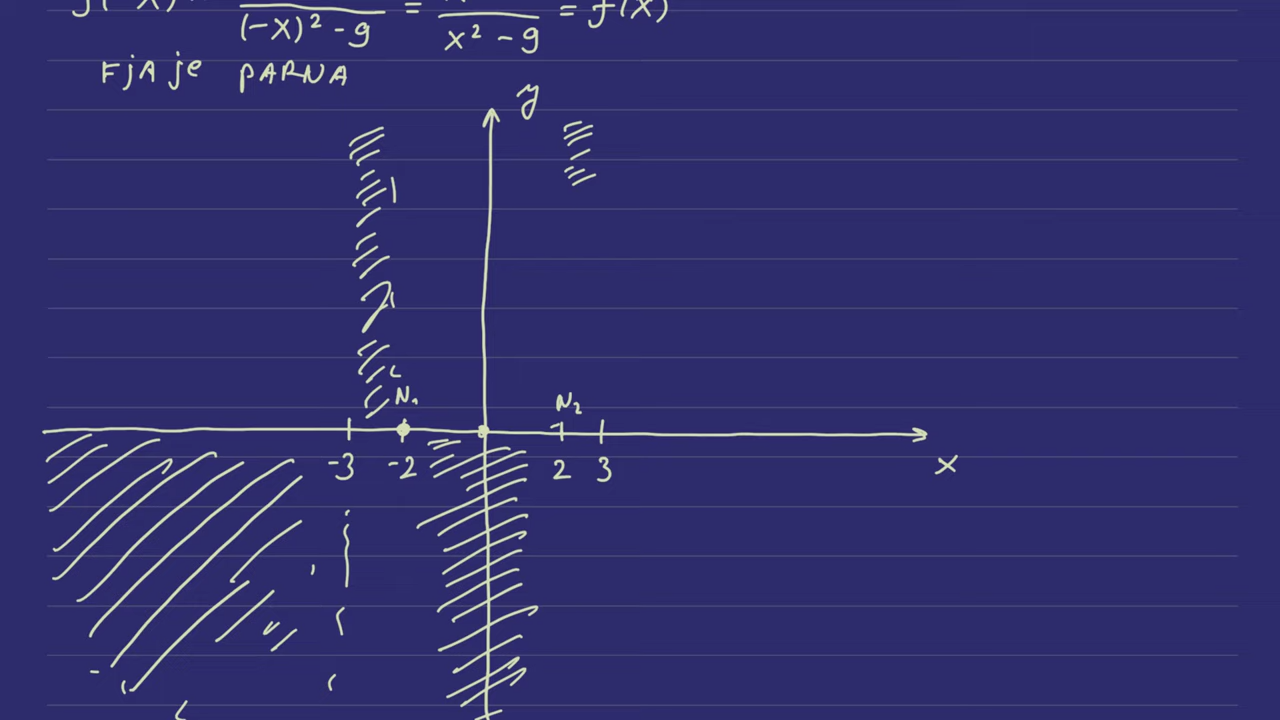 (-x)² - 9 = x² - 9 = f(x)
Fja je PARNA
y
N₁ N₂
-3 -2 2 3
x